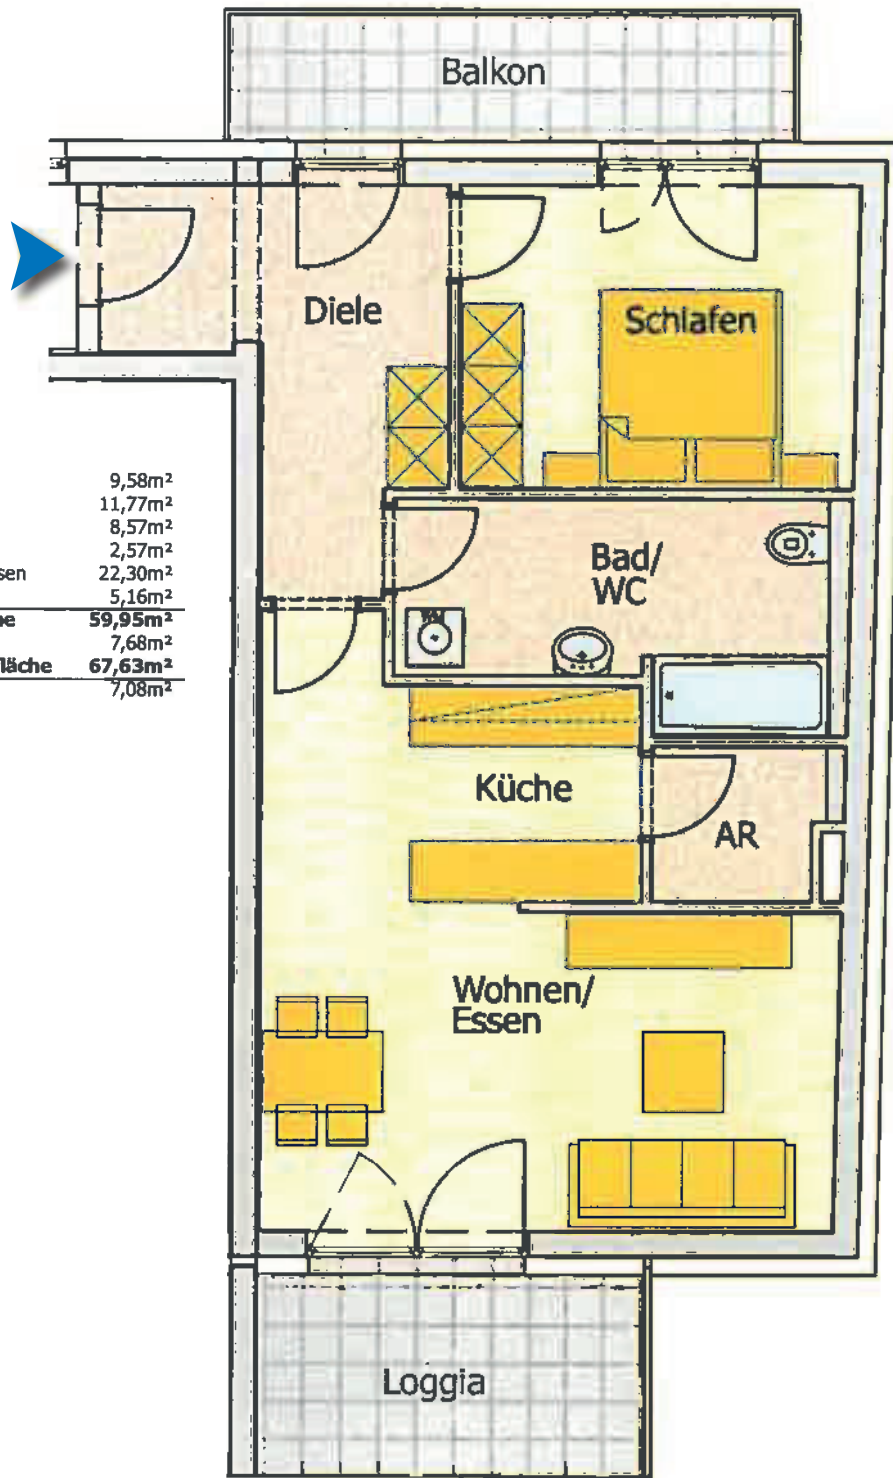 Balkon
Diele
Schlafen
9,58m²
11,77m²
8,57m²
2,57m²
sen 22,30m²
5,16m²
ne 59,95m²
7,68m²
läche 67,63m²
7,08m²
Bad/
WC
Küche
AR
Wohnen/
Essen
Loggia